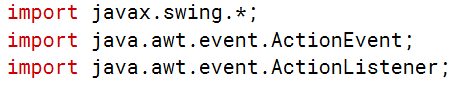 import javax.swing.*;
import java.awt.event.ActionEvent;
import java.awt.event.ActionListener;